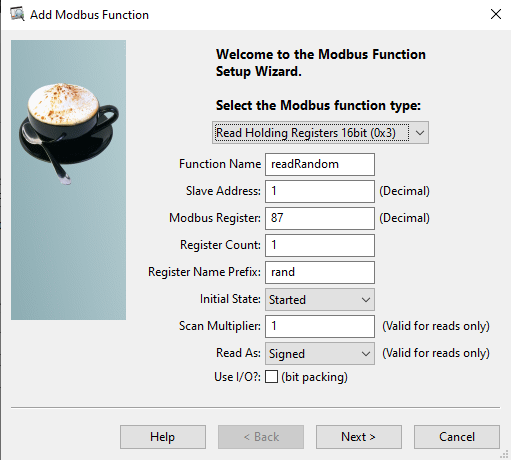 Add Modbus Function
Welcome to the Modbus Function
Setup Wizard.
Select the Modbus function type:
Read Holding Registers 16bit (0x3)
Function Name readRandom
Slave Address: 1 (Decimal)
Modbus Register: 87 (Decimal)
Register Count: 1
Register Name Prefix: rand
Initial State: Started
Scan Multiplier: 1 (Valid for reads only)
Read As: Signed (Valid for reads only)
Use I/O?: (bit packing)
Help < Back Next > Cancel